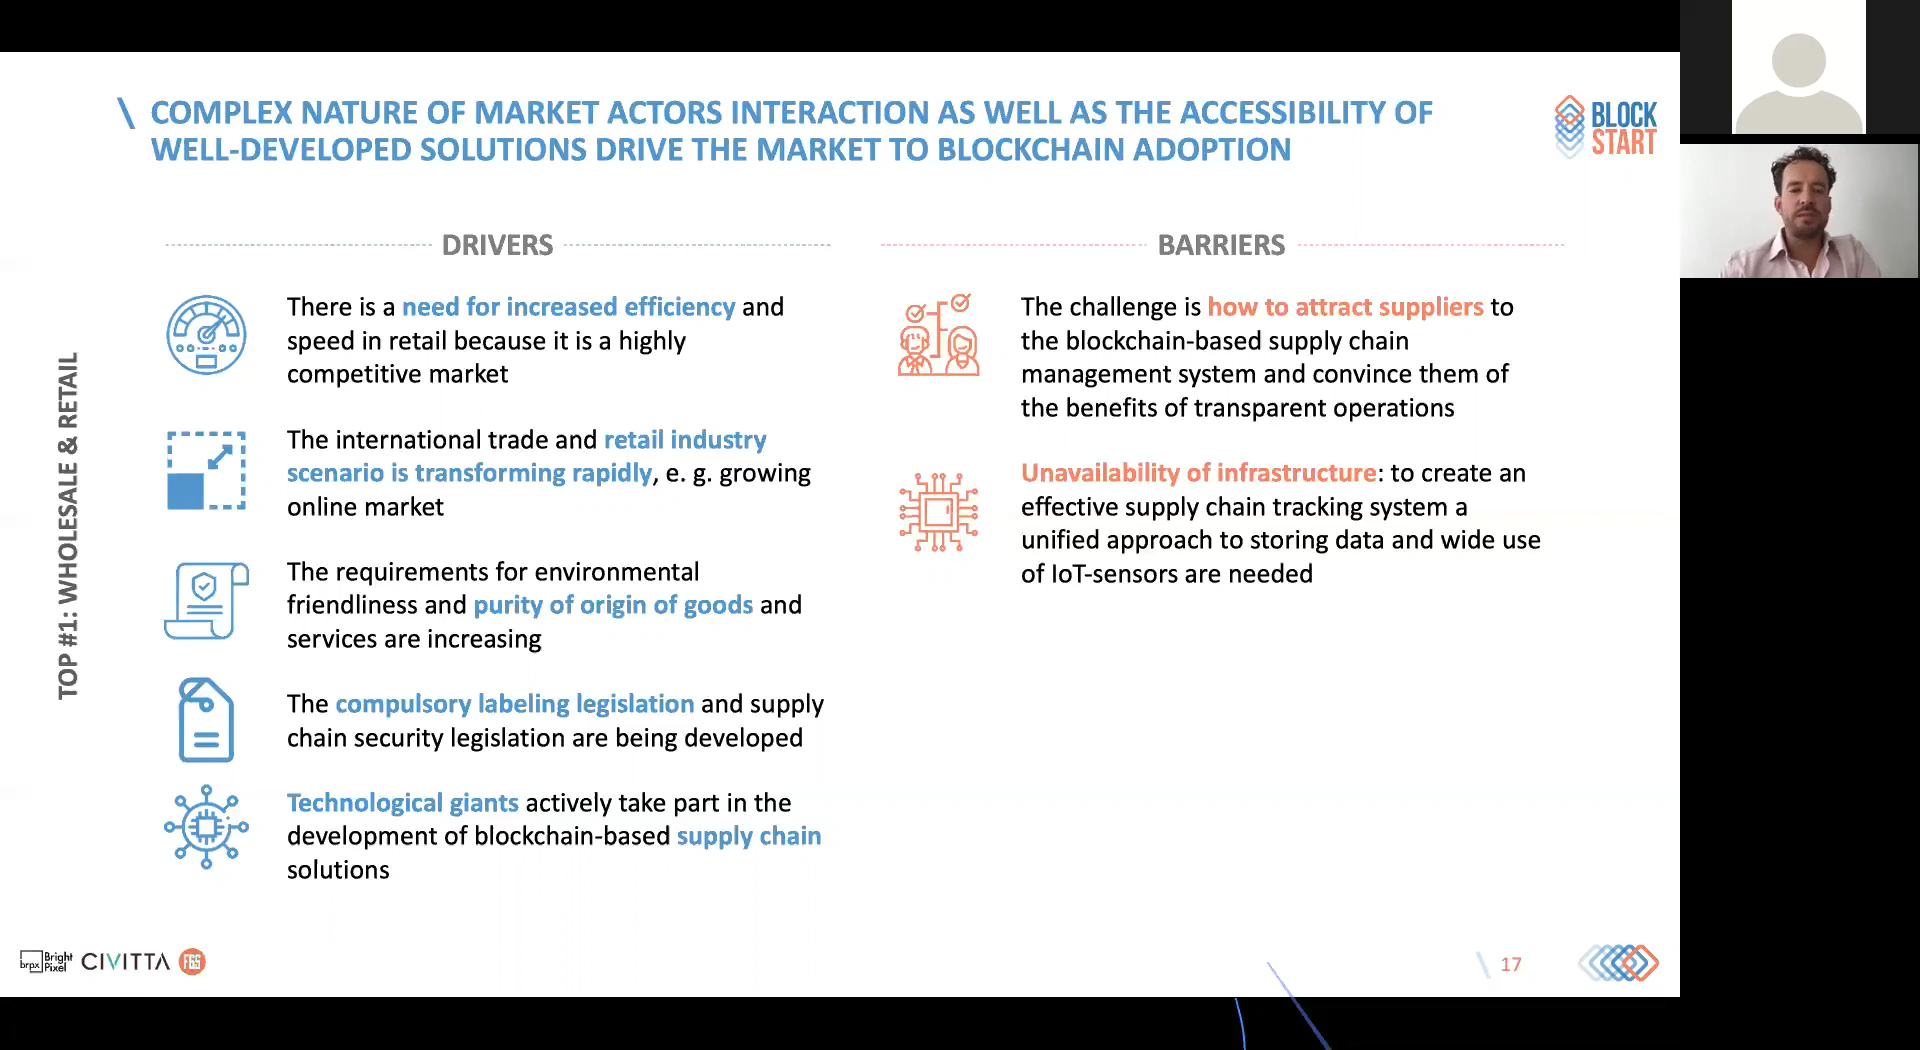 COMPLEX NATURE OF MARKET ACTORS INTERACTION AS WELL AS THE ACCESSIBILITY OF
WELL-DEVELOPED SOLUTIONS DRIVE THE MARKET TO BLOCKCHAIN ADOPTION
BLOCK
START
TOP #1: WHOLESALE & RETAIL
DRIVERS
There is a need for increased efficiency and
speed in retail because it is a highly
competitive market
The international trade and retail industry
scenario is transforming rapidly, e. g. growing
online market
The requirements for environmental
friendliness and purity of origin of goods and
services are increasing
The compulsory labeling legislation and supply
chain security legislation are being developed
Technological giants actively take part in the
development of blockchain-based supply chain
solutions
BARRIERS
The challenge is how to attract suppliers to
the blockchain-based supply chain
management system and convince them of
the benefits of transparent operations
Unavailability of infrastructure: to create an
effective supply chain tracking system a
unified approach to storing data and wide use
of IoT-sensors are needed
brpx Bright
Pixel
CIVITTA
F6S
17